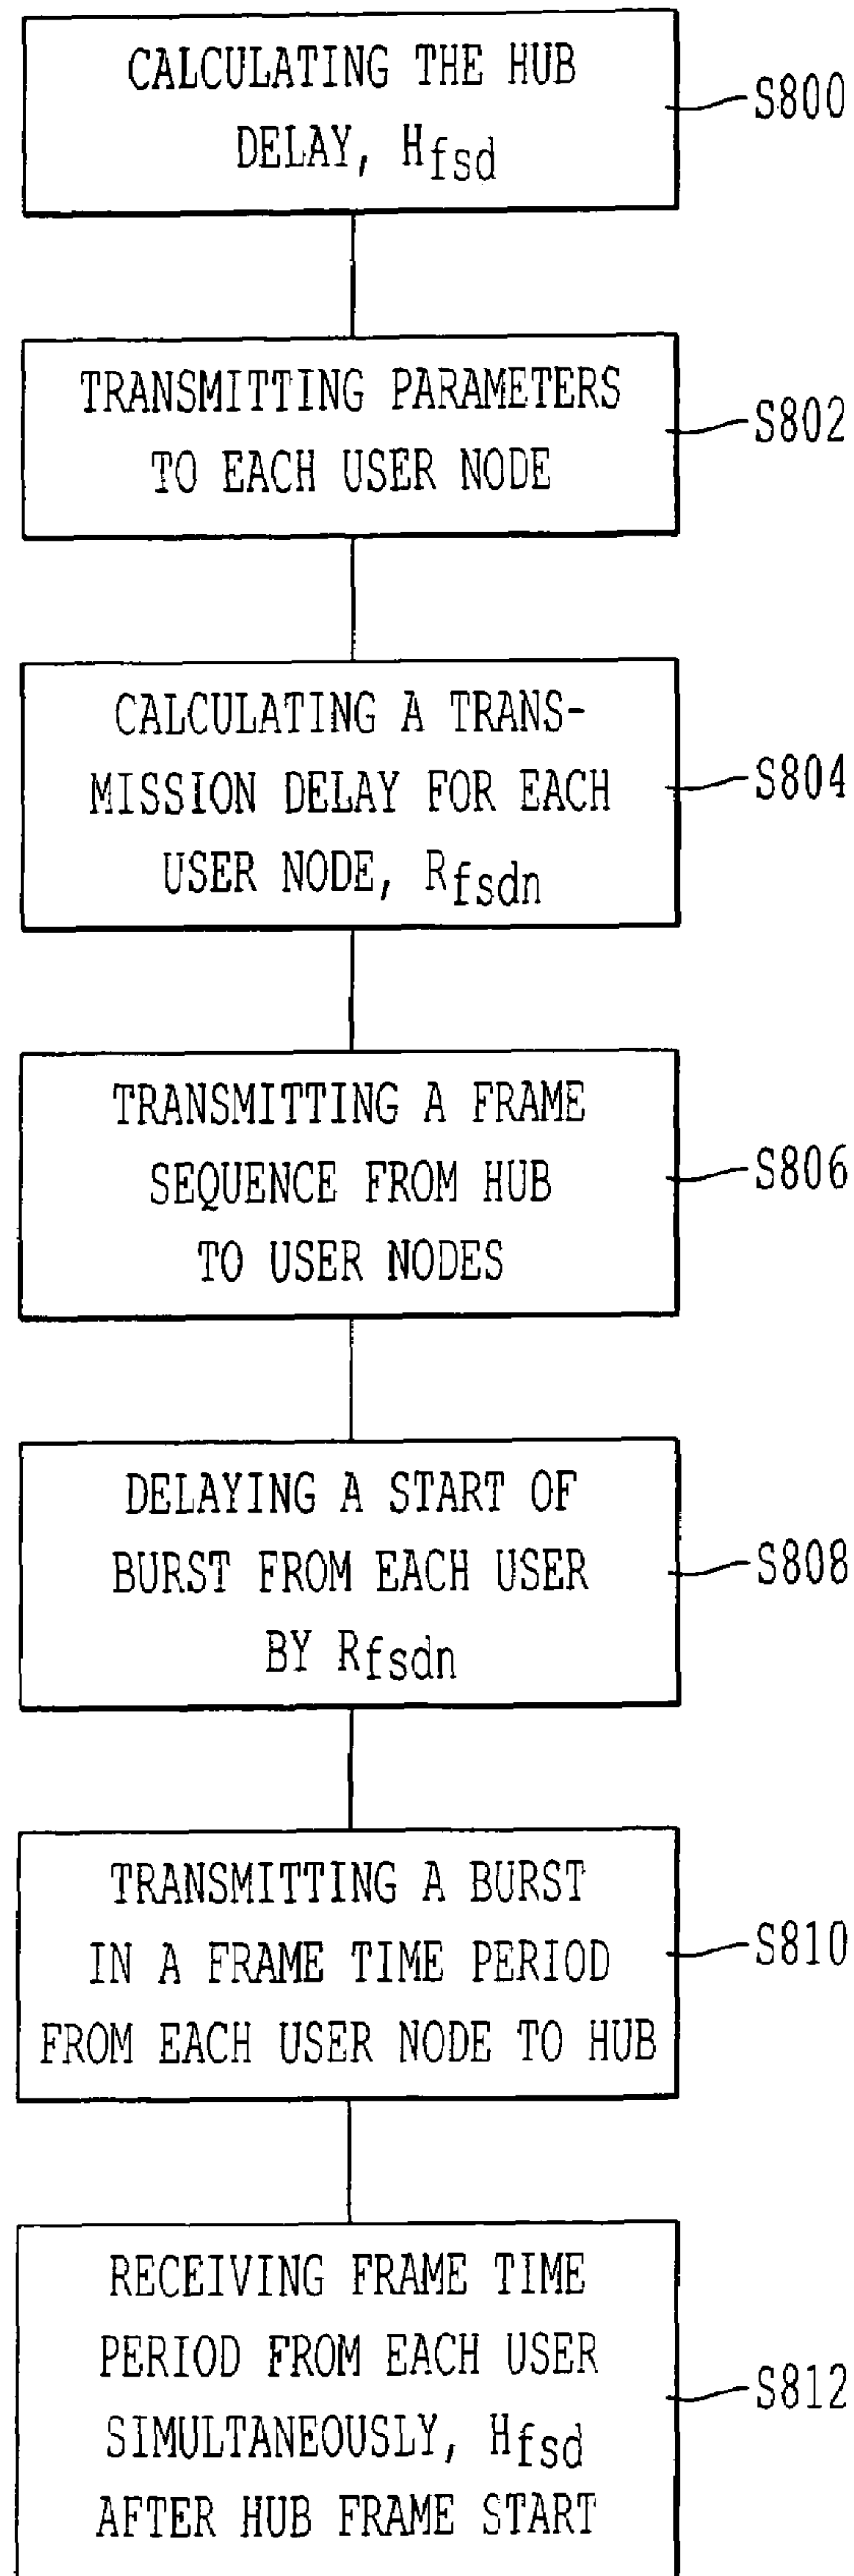 CALCULATING THE HUB
DELAY, Hfsd
S800
TRANSMITTING PARAMETERS
TO EACH USER NODE
S802
CALCULATING A TRANS-
MISSION DELAY FOR EACH
USER NODE, Rfsdn
S804
TRANSMITTING A FRAME
SEQUENCE FROM HUB
TO USER NODES
S806
DELAYING A START OF
BURST FROM EACH USER
BY Rfsdn
S808
TRANSMITTING A BURST
IN A FRAME TIME PERIOD
FROM EACH USER NODE TO HUB
S810
RECEIVING FRAME TIME
PERIOD FROM EACH USER
SIMULTANEOUSLY, Hfsd
AFTER HUB FRAME START
S812